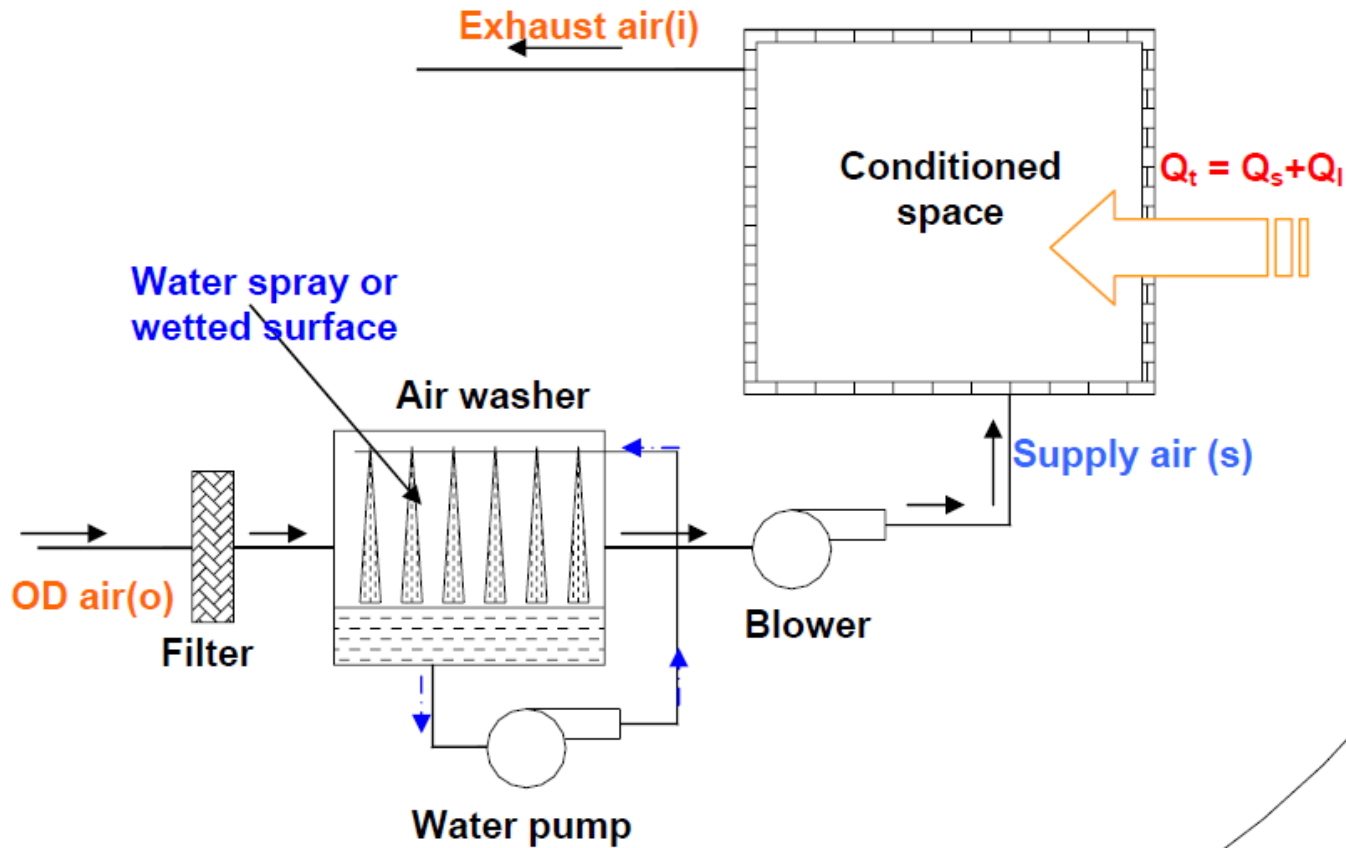 Exhaust air(i)
Conditioned
space
Qt = Qs+Ql
Water spray or
wetted surface
Air washer
Supply air (s)
OD air(o)
Filter
Blower
Water pump